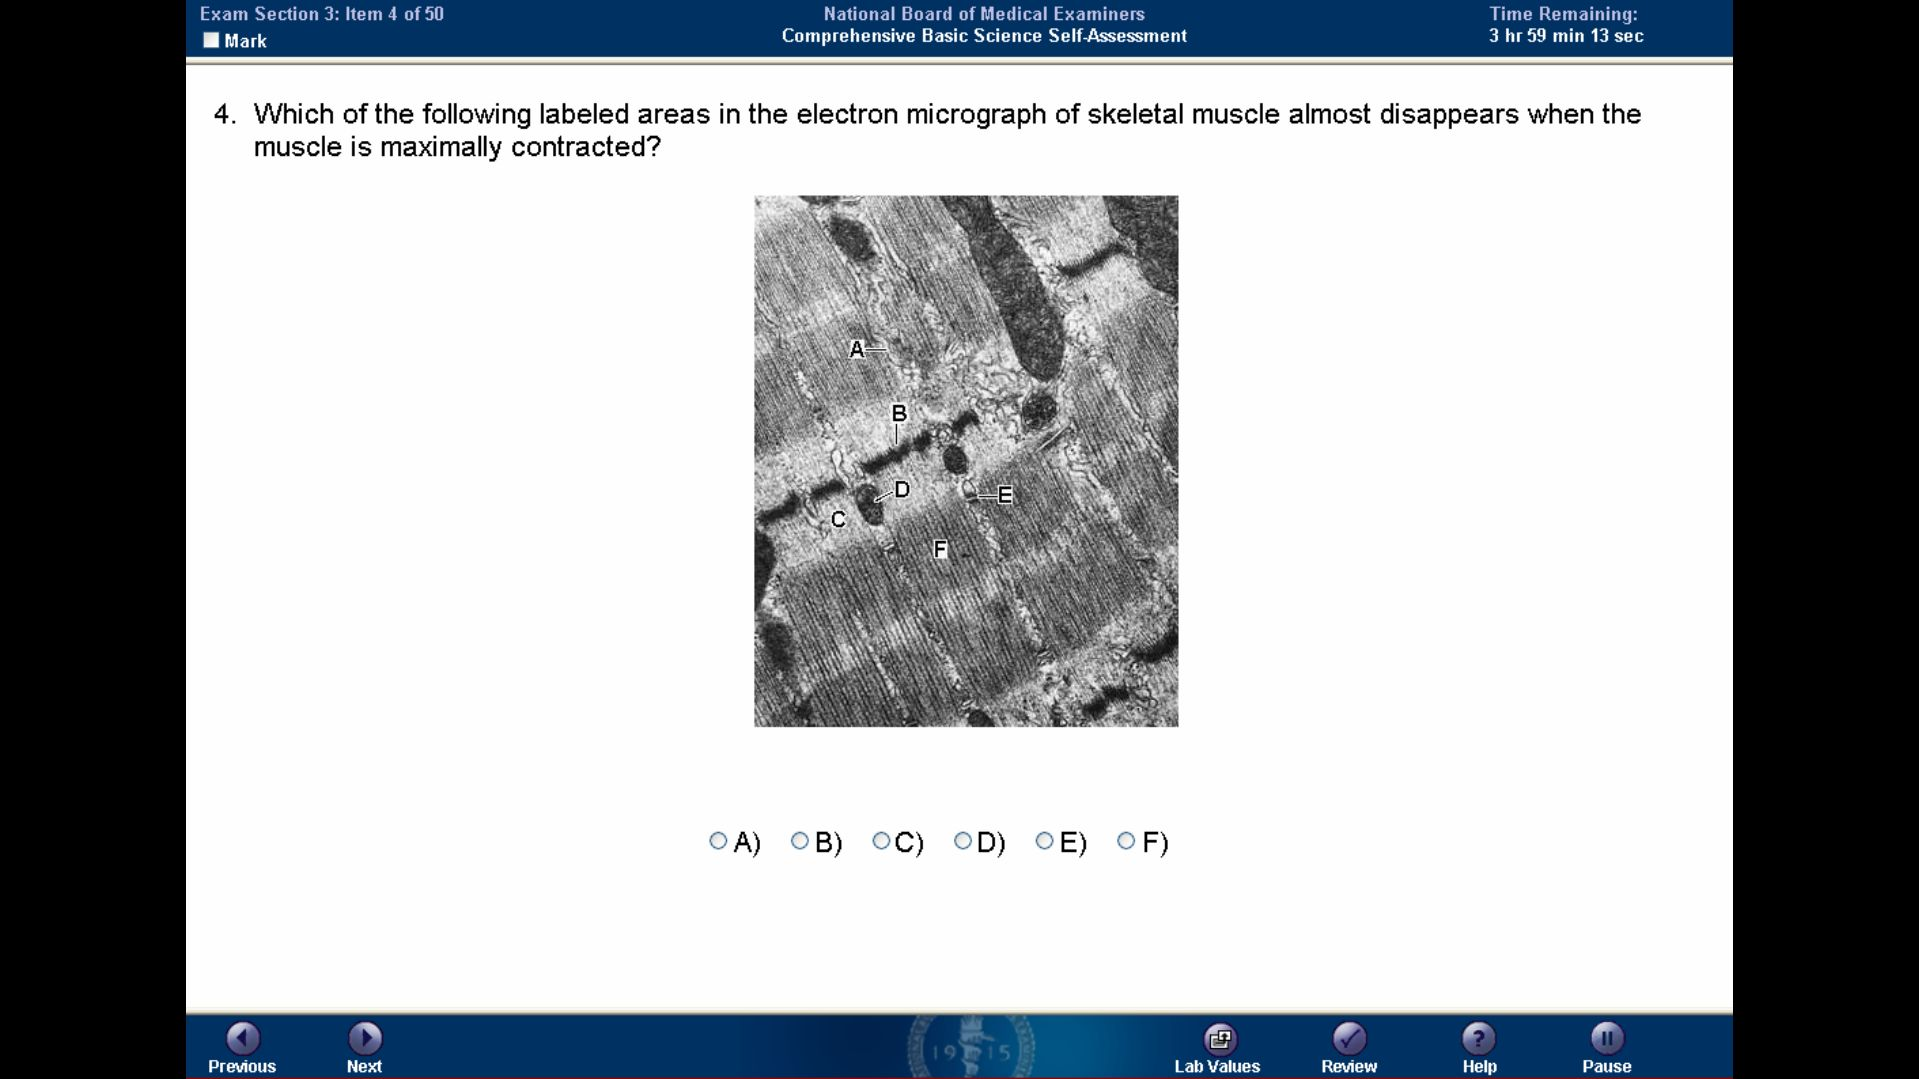 Exam Section 3: Item 4 of 50
Mark
National Board of Medical Examiners
Comprehensive Basic Science Self-Assessment
Time Remaining:
3 hr 59 min 13 sec
4. Which of the following labeled areas in the electron micrograph of skeletal muscle almost disappears when the
muscle is maximally contracted?
A
B
D
E
C
F
A) B) C) D) E) F)
1915
Previous
Next
Lab Values
Review
Help
Pause